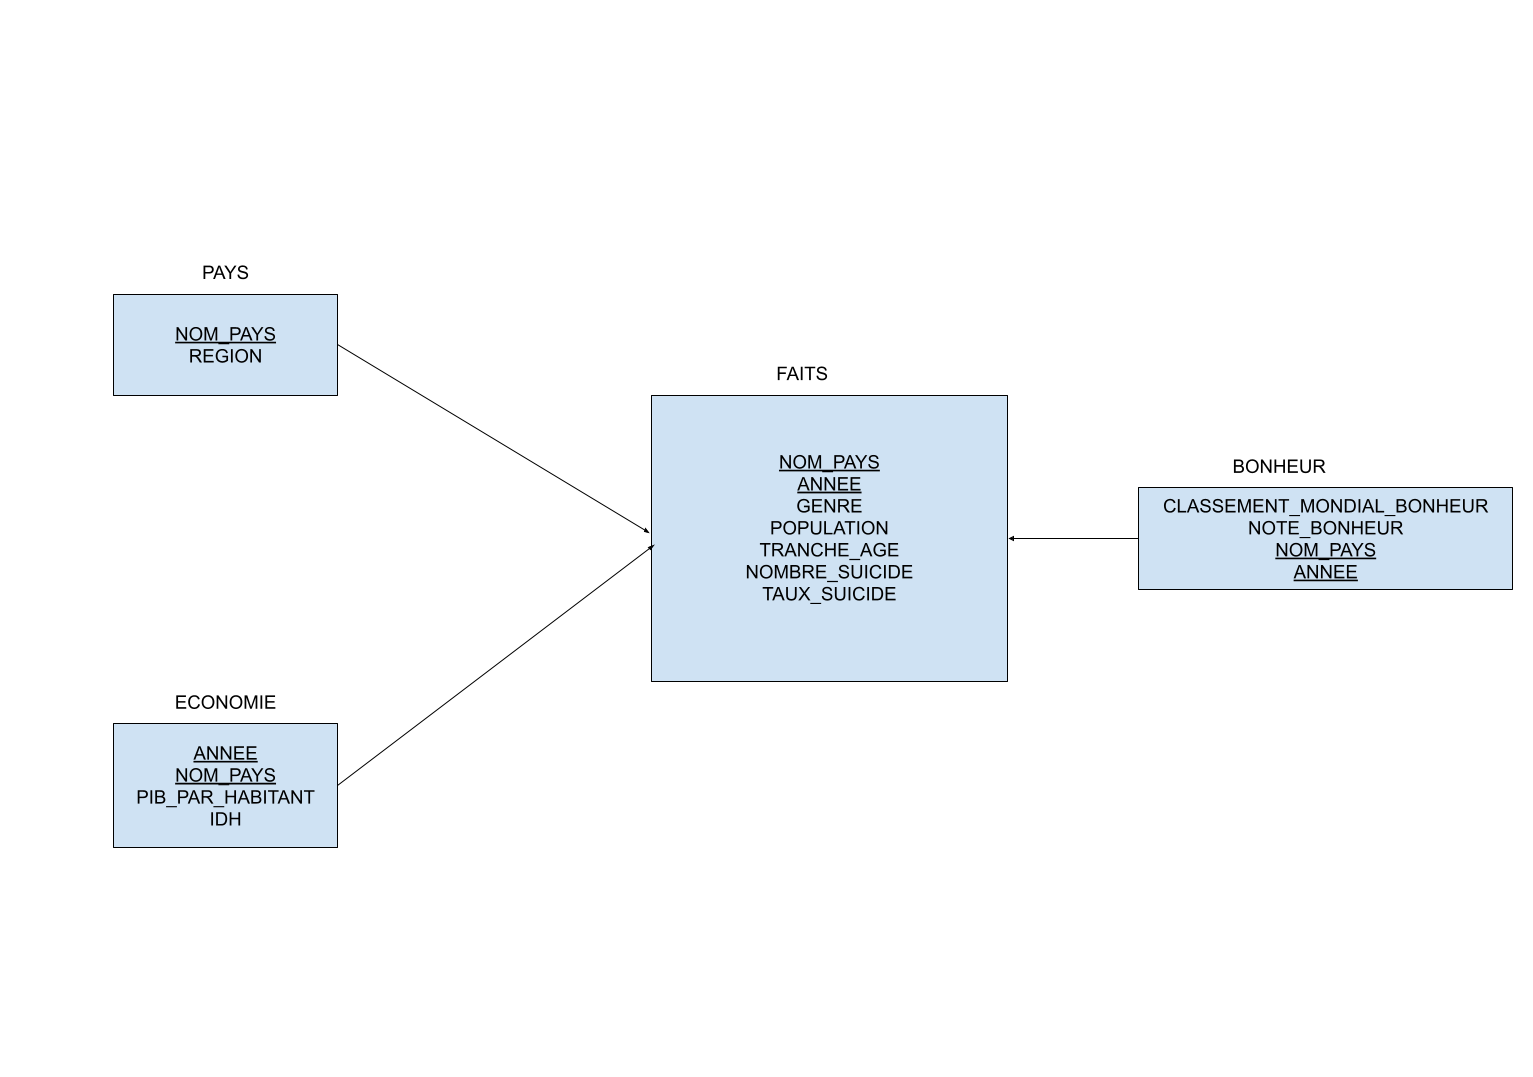 PAYS
NOM_PAYS
REGION
FAITS
NOM_PAYS
ANNEE
GENRE
POPULATION
TRANCHE_AGE
NOMBRE_SUICIDE
TAUX_SUICIDE
BONHEUR
CLASSEMENT_MONDIAL_BONHEUR
NOTE_BONHEUR
NOM_PAYS
ANNEE
ECONOMIE
ANNEE
NOM_PAYS
PIB_PAR_HABITANT
IDH